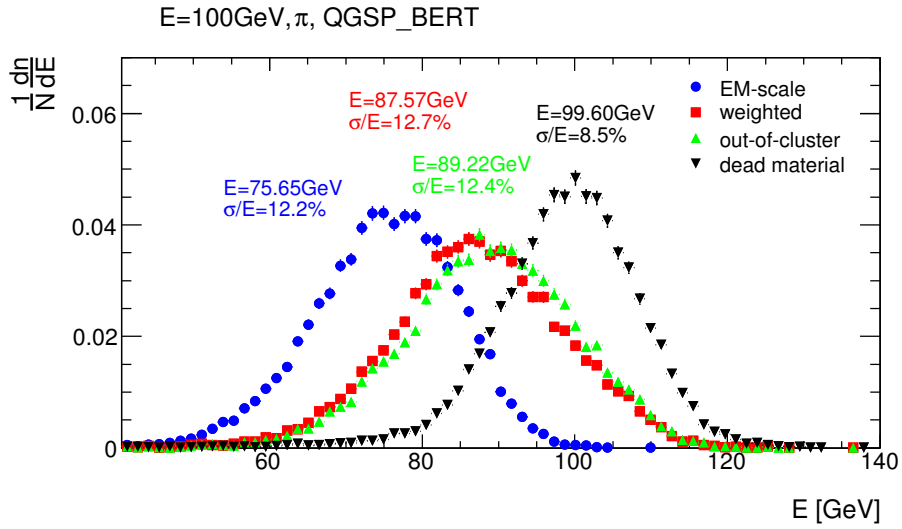 E=100GeV,π, QGSP_BERT
1 dn
N dE
0.06
0.04
0.02
0
EM-scale
weighted
out-of-cluster
dead material
E=87.57GeV
σ/E=12.7%
E=99.60GeV
σ/E=8.5%
E=89.22GeV
σ/E=12.4%
E=75.65GeV
σ/E=12.2%
60 80 100 120 140
E [GeV]